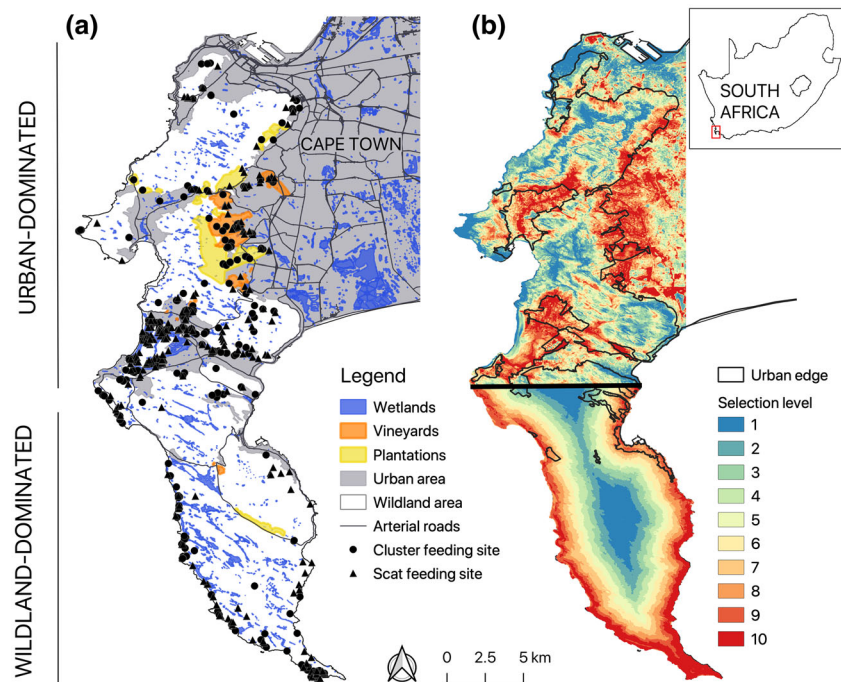 (a)
(b)
SOUTH
AFRICA
CAPE TOWN
URBAN-DOMINATED
WILDLAND-DOMINATED
Legend
Wetlands
Vineyards
Plantations
Urban area
Wildland area
Arterial roads
Cluster feeding site
Scat feeding site
0 2.5 5 km
Urban edge
Selection level
1
2
3
4
5
6
7
8
9
10